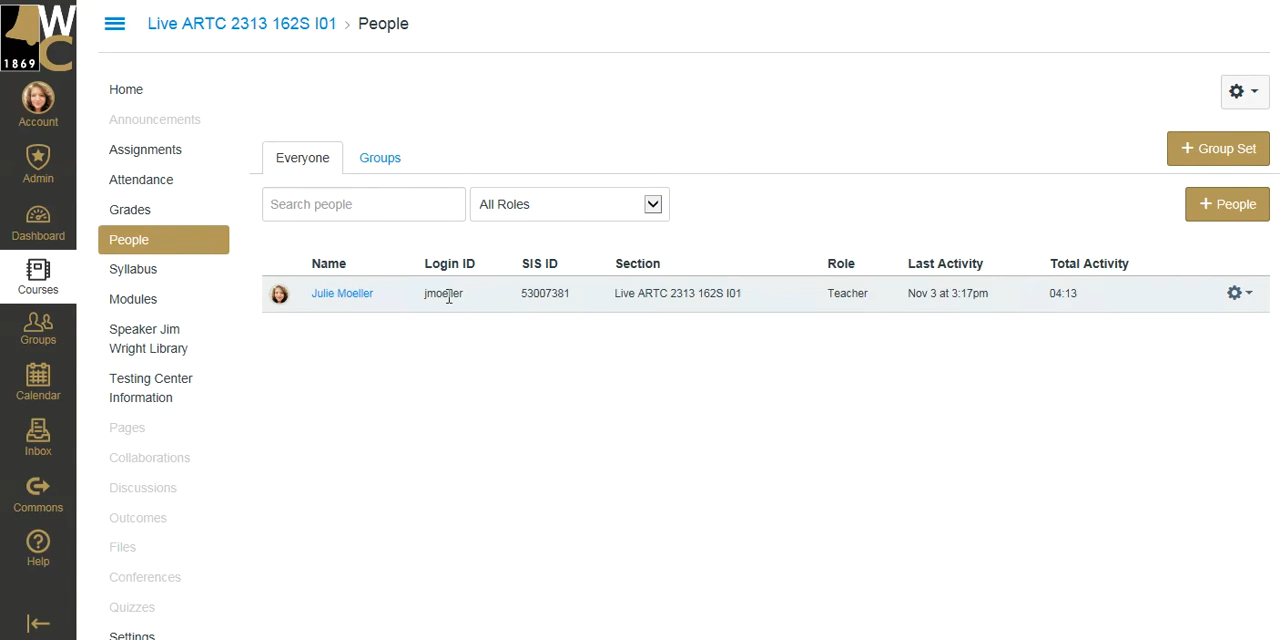 WC
1869
Account
Admin
Dashboard
Courses
Groups
Calendar
Inbox
Commons
Help
Live ARTC 2313 162S I01 > People
Home
Announcements
Assignments
Attendance
Grades
People
Syllabus
Modules
Speaker Jim
Wright Library
Testing Center
Information
Pages
Collaborations
Discussions
Outcomes
Files
Conferences
Quizzes
Settings
Everyone Groups
+ Group Set
Search people All Roles
+ People
Name Login ID SIS ID Section Role Last Activity Total Activity
Julie Moeller jmoeller 53007381 Live ARTC 2313 162S I01 Teacher Nov 3 at 3:17pm 04:13